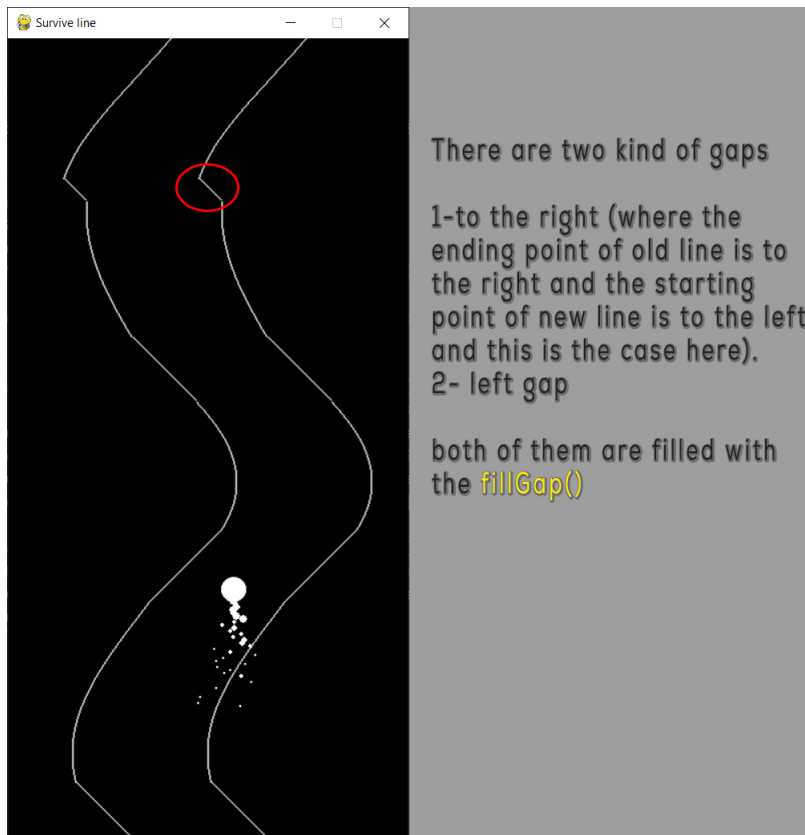 Survive line
There are two kind of gaps
1-to the right (where the
ending point of old line is to
the right and the starting
point of new line is to the left
and this is the case here).
2- left gap
both of them are filled with
the fillGap()